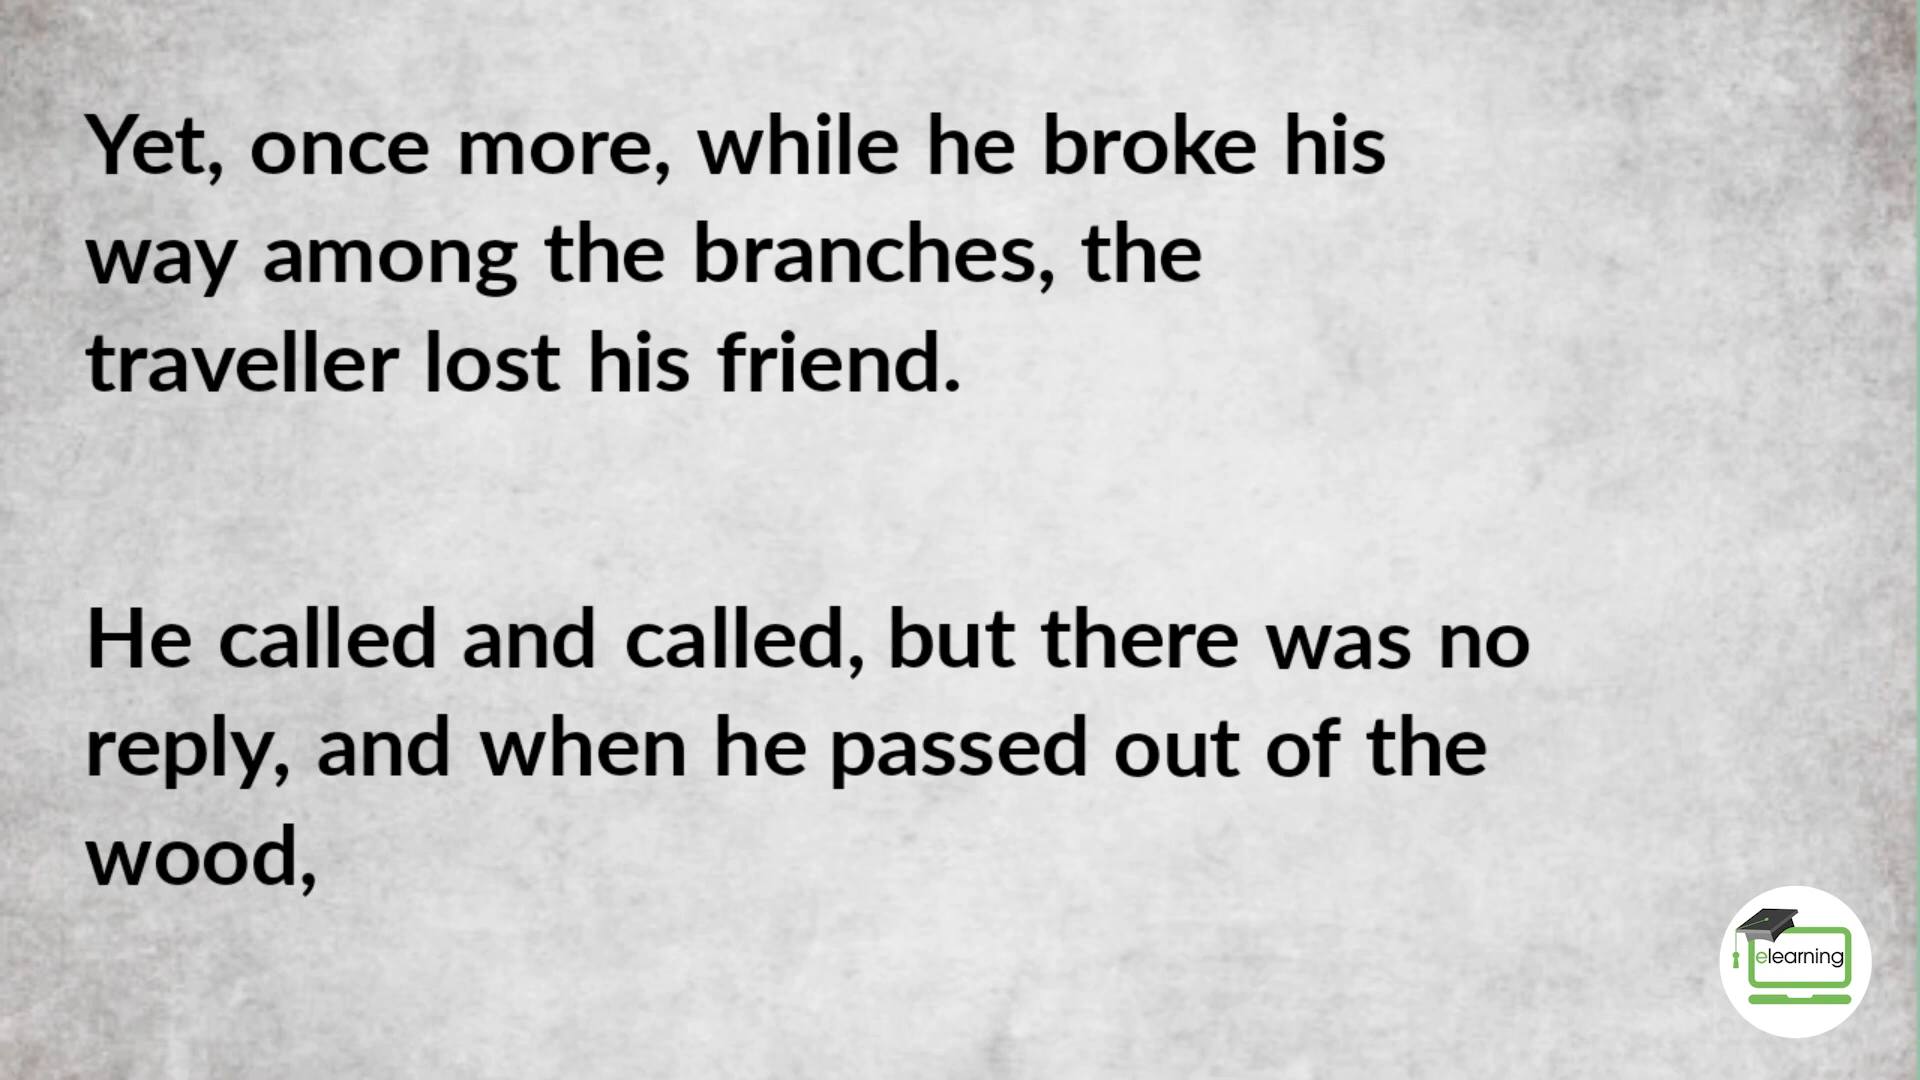 Yet, once more, while he broke his
way among the branches, the
traveller lost his friend.
He called and called, but there was no
reply, and when he passed out of the
wood,
elearning